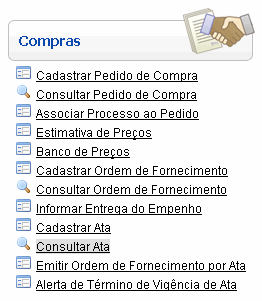 Compras
Cadastrar Pedido de Compra
Consultar Pedido de Compra
Associar Processo ao Pedido
Estimativa de Preços
Banco de Preços
Cadastrar Ordem de Fornecimento
Consultar Ordem de Fornecimento
Informar Entrega do Empenho
Cadastrar Ata
Consultar Ata
Emitir Ordem de Fornecimento por Ata
Alerta de Término de Vigência de Ata